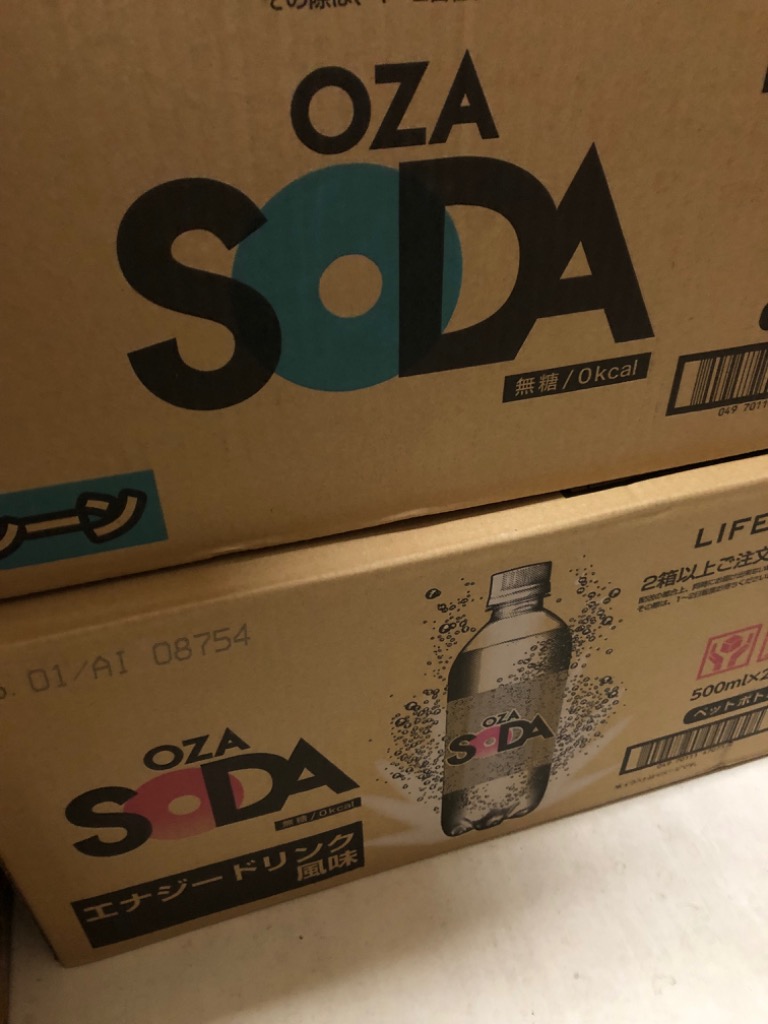 OZA
SODA
無糖/0kcal
049 7011
ーン
LIFE
2箱以上ご注文
01/AI 08754
500ml×2
ペットボト
OZA
SODA
OZA
SODA
無糖/0kcal
エナジードリンク
風味